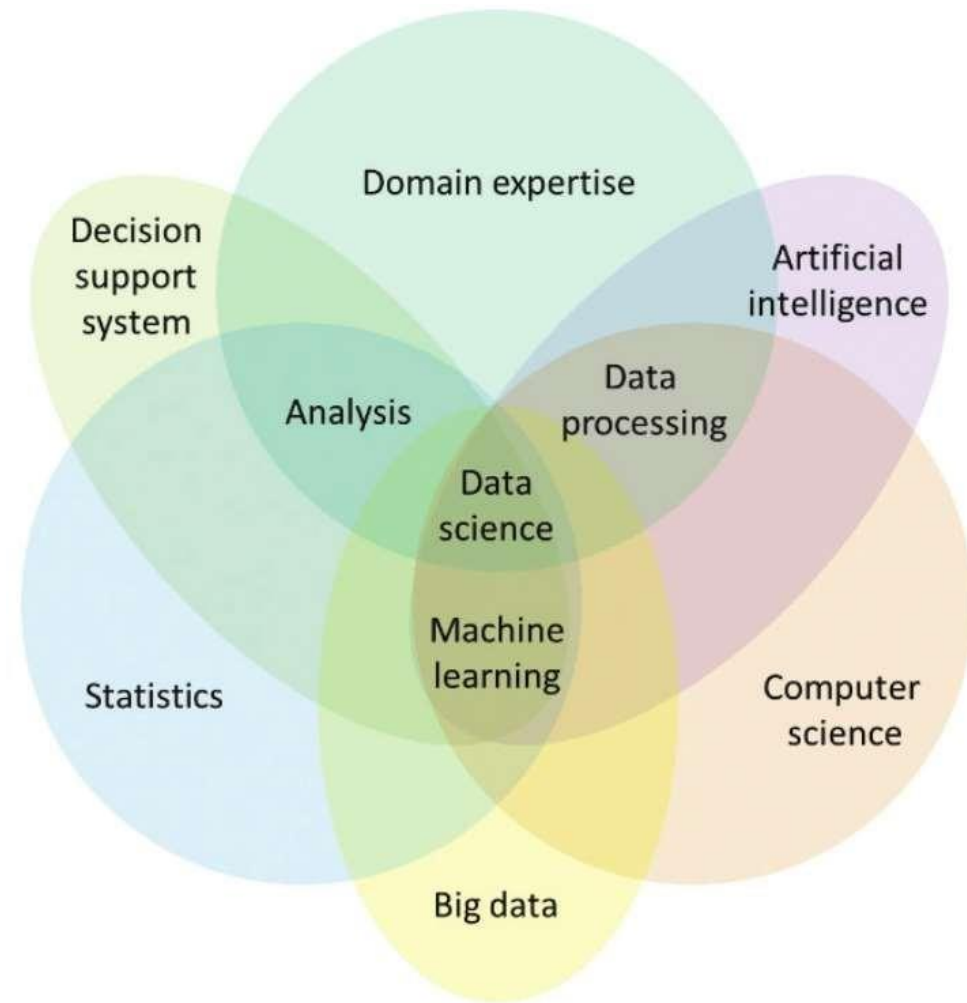 Domain expertise
Decision
support
system
Artificial
intelligence
Analysis
Data
processing
Data
science
Machine
learning
Statistics
Computer
science
Big data